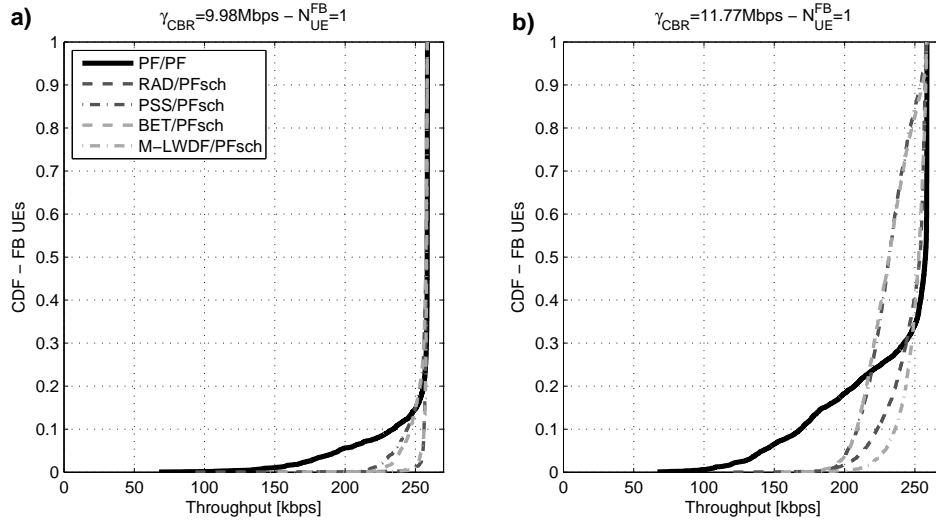 a)
γCBR=9.98Mbps – N^FB_UE=1
CDF – FB UEs
1
0.9
0.8
0.7
0.6
0.5
0.4
0.3
0.2
0.1
0
PF/PF
RAD/PFsch
PSS/PFsch
BET/PFsch
M–LWDF/PFsch
0 50 100 150 200 250
Throughput [kbps]
b)
γCBR=11.77Mbps – N^FB_UE=1
CDF – FB UEs
1
0.9
0.8
0.7
0.6
0.5
0.4
0.3
0.2
0.1
0
0 50 100 150 200 250
Throughput [kbps]